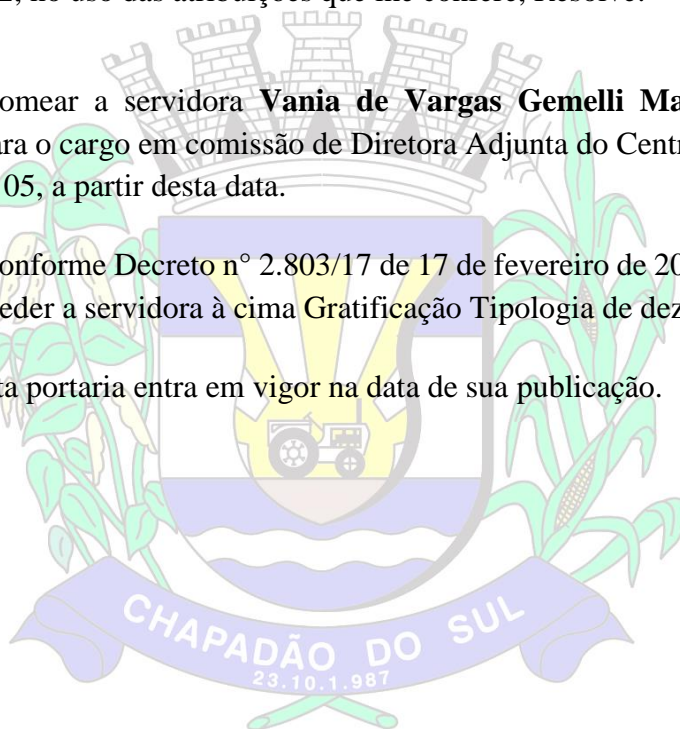 no uso das atribuições que lhe confere, Resolve:
omear a servidora Vania de Vargas Gemelli Ma
ra o cargo em comissão de Diretora Adjunta do Centr
05, a partir desta data.
onforme Decreto n° 2.803/17 de 17 de fevereiro de 20
eder a servidora à cima Gratificação Tipologia de dez
ta portaria entra em vigor na data de sua publicação.
CHAPADÃO DO SUL
23.10.1.987